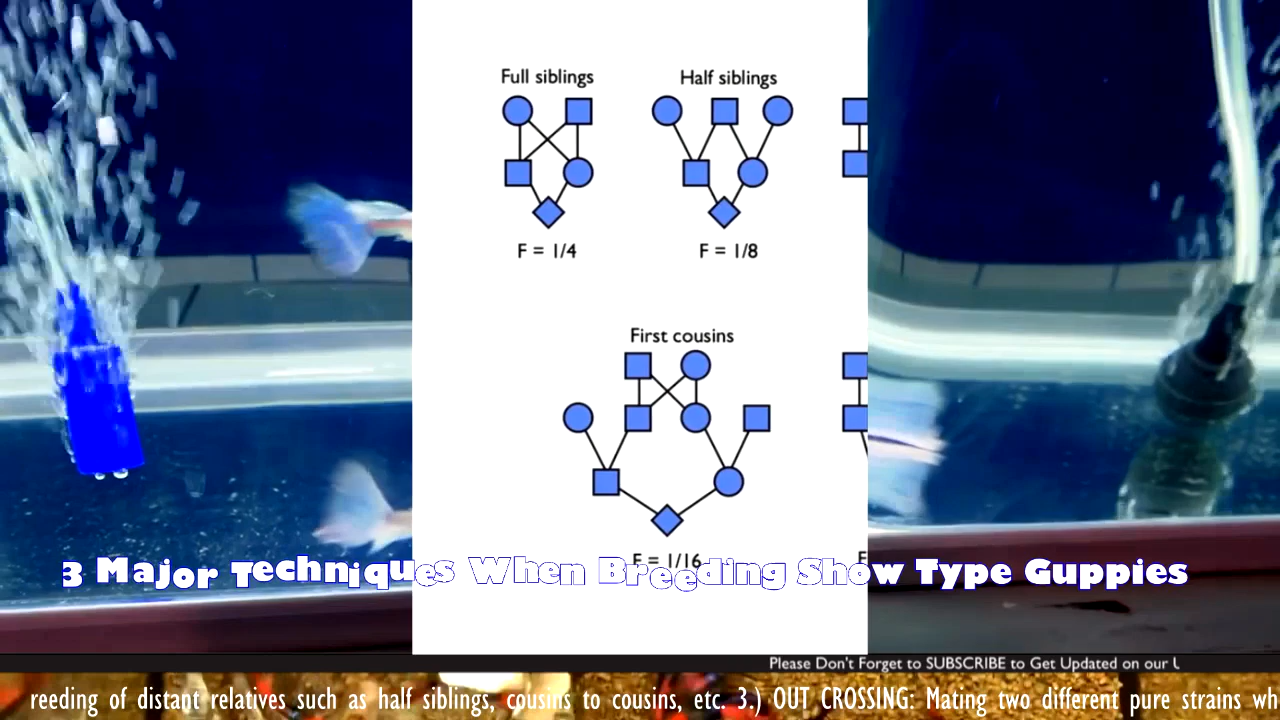 Full siblings
Half siblings
F = 1/4
F = 1/8
First cousins
F = 1/16
3 Major Techniques When Breeding Show Type Guppies
Please Don't Forget to SUBSCRIBE to Get Updated on our
reeding of distant relatives such as half siblings, cousins to cousins, etc. 3.) OUT CROSSING: Mating two different pure strains wh